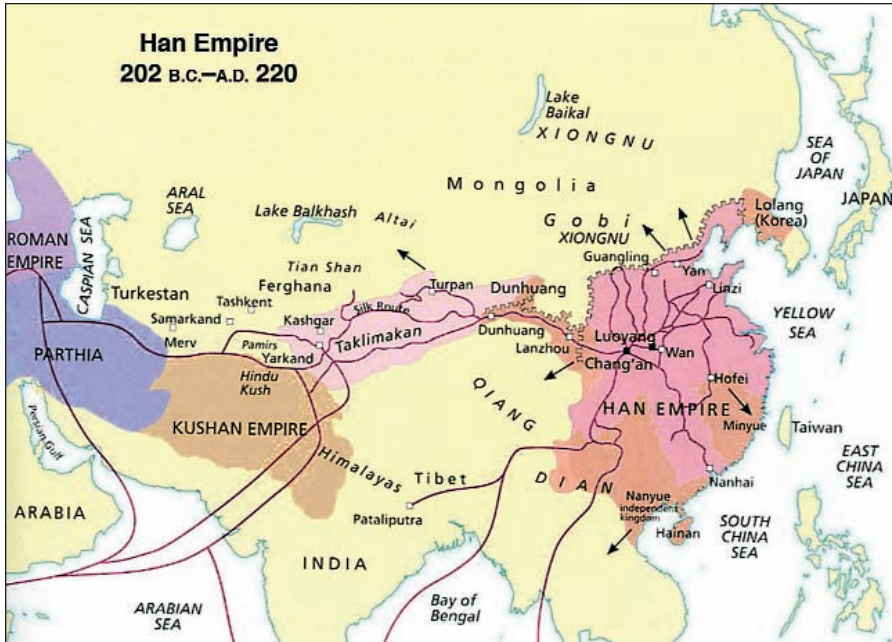 Han Empire
202 B.C.–A.D. 220
Lake
Baikal
XIONGNU
SEA
OF
JAPAN
JAPAN
Mongolia
ARAL
SEA
Lake Balkhash
Altai
Gobi
XIONGNU
Lolang
(Korea)
ROMAN
EMPIRE
CASPIAN SEA
Turkestan
Tian Shan
Ferghana
Turpan
Dunhuang
Guangling
Yan
Linzi
Tashkent
Samarkand
Merv
Kashgar
Silk Route
Taklimakan
Dunhuang
Lanzhou
Luoyang
Wan
Chang'an
YELLOW
SEA
PARTHIA
Pamirs
Yarkand
Hindu
Kush
QIANG
HAN EMPIRE
Hofei
Minyue
Taiwan
KUSHAN EMPIRE
Himalayas
Tibet
DIAN
EAST
CHINA
SEA
Persian Gulf
Pataliputra
Nanyue
independent
kingdom
Nanhai
Hainan
SOUTH
CHINA
SEA
ARABIA
INDIA
ARABIAN
SEA
Bay of
Bengal